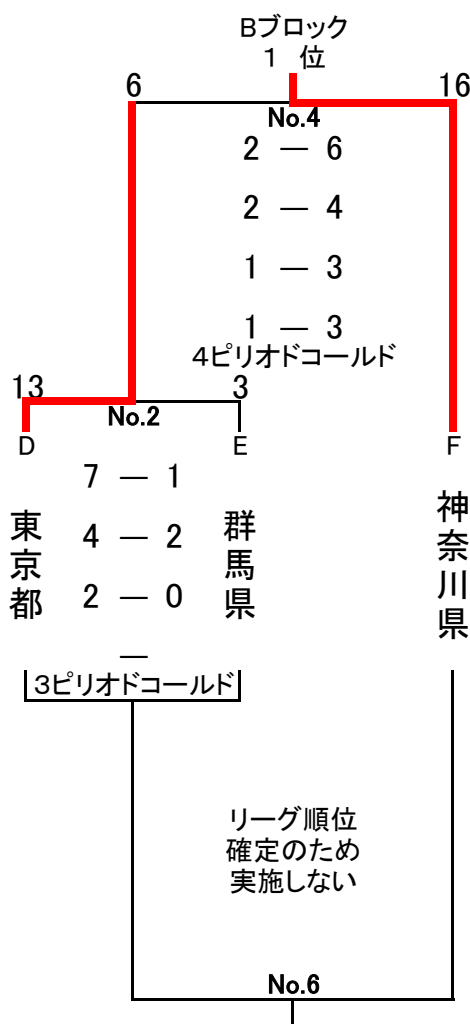 Bブロック
１　位
6
16
No.4
2 ― 6
2 ― 4
1 ― 3
1 ― 3
４ピリオドコールド
13
3
No.2
D
E
F
7 ― 1
4 ― 2
2 ― 0
―
東京都
群馬県
神奈川県
３ピリオドコールド
リーグ順位
確定のため
実施しない
No.6